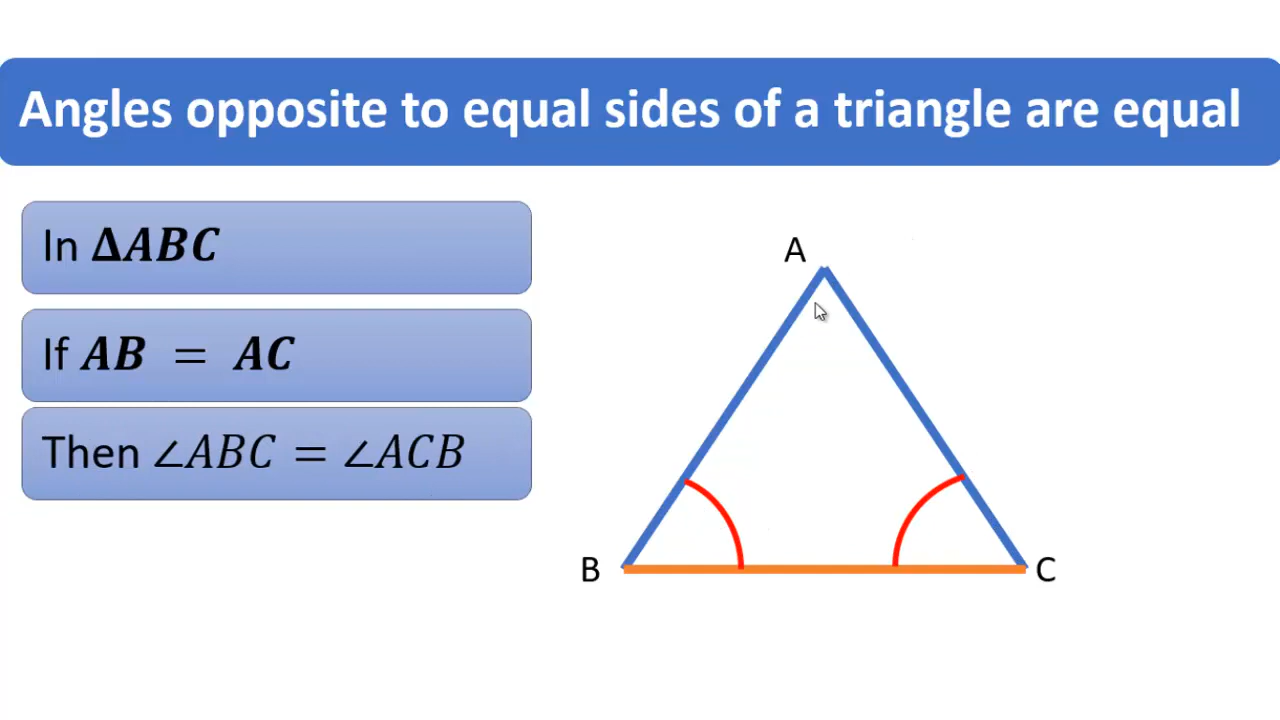 Angles opposite to equal sides of a triangle are equal
In ΔABC
If AB = AC
Then ∠ABC = ∠ACB
A
B
C